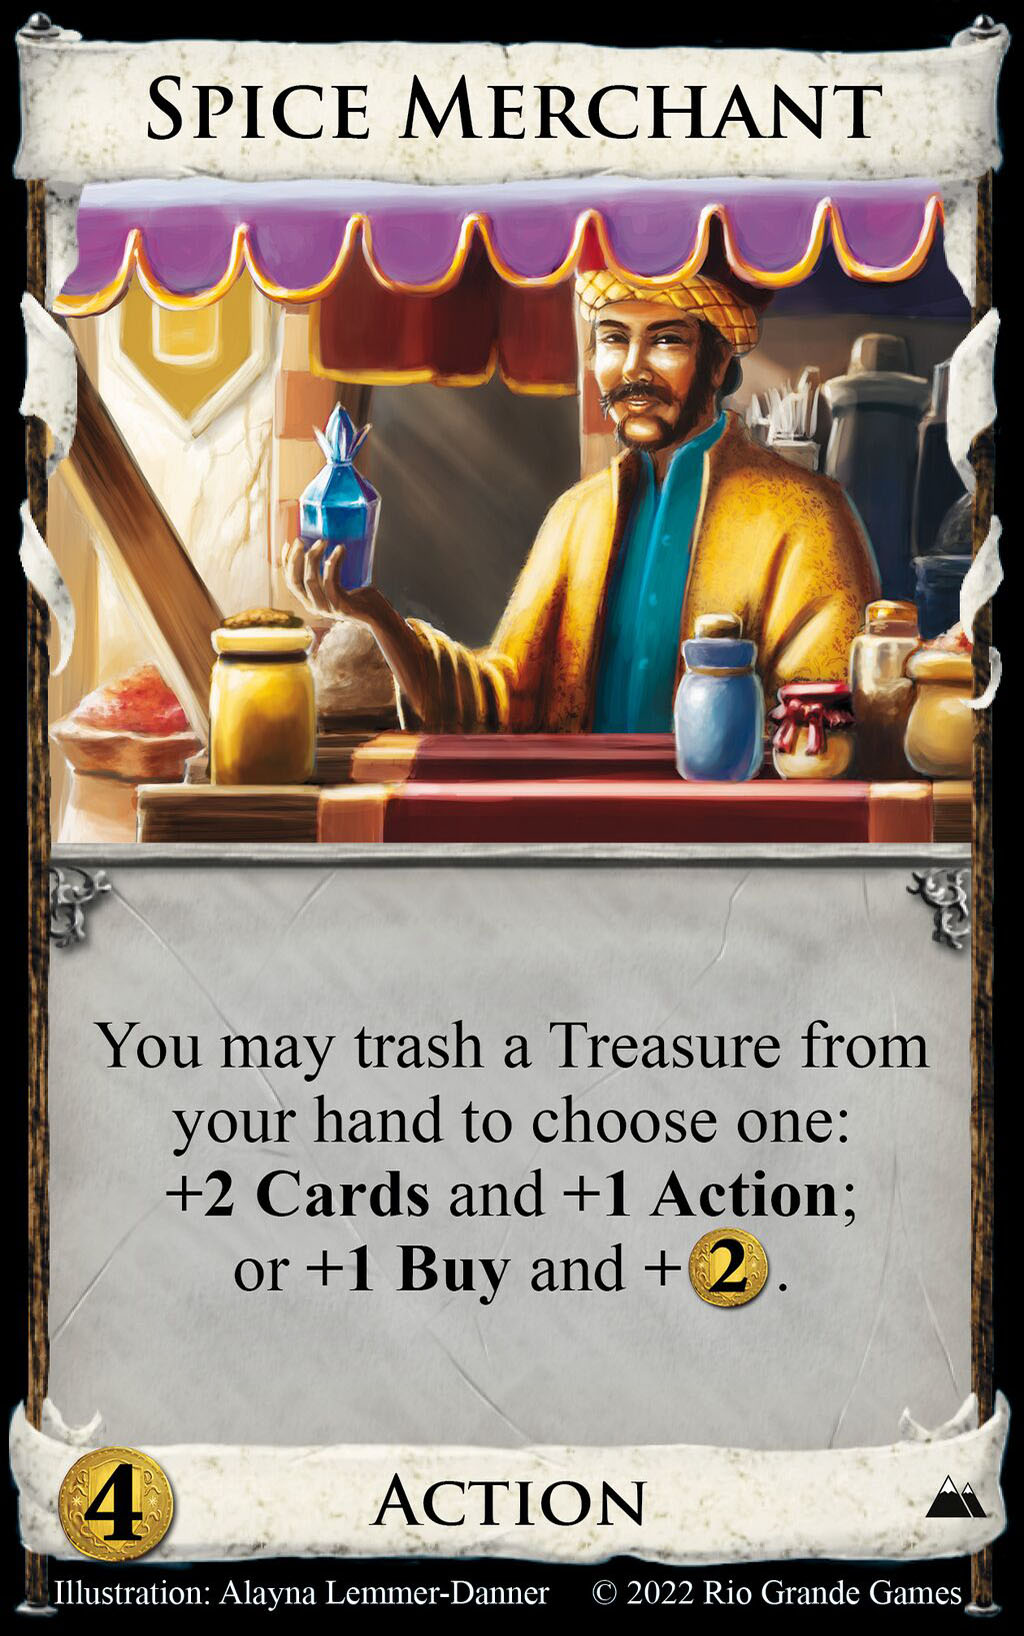 SPICE MERCHANT
You may trash a Treasure from
your hand to choose one:
+2 Cards and +1 Action;
or +1 Buy and +2.
4 ACTION
Illustration: Alayna Lemmer-Danner © 2022 Rio Grande Games